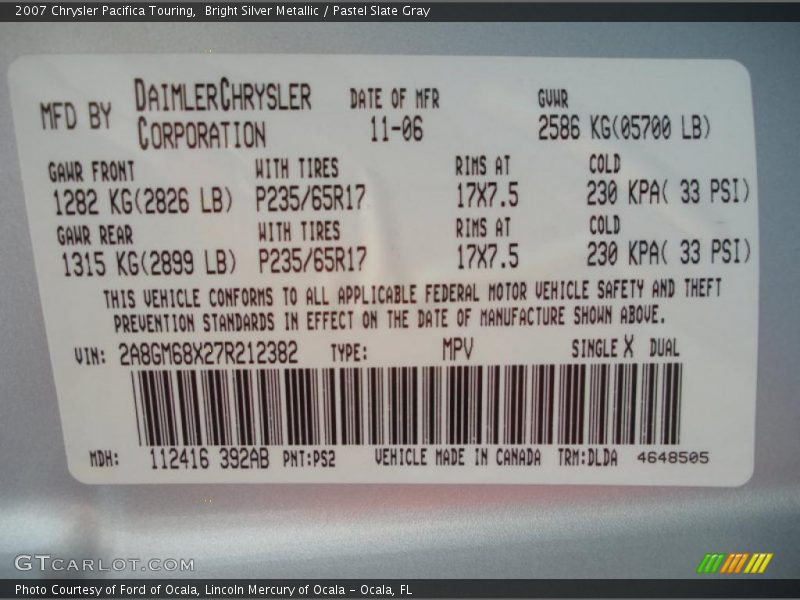 2007 Chrysler Pacifica Touring,  Bright Silver Metallic / Pastel Slate Gray
MFD BY DAIMLERCHRYSLER CORPORATION DATE OF MFR 11-06 GVWR 2586 KG(05700 LB)
GAWR FRONT WITH TIRES RIMS AT COLD
1282 KG(2826 LB) P235/65R17 17X7.5 230 KPA( 33 PSI)
GAWR REAR WITH TIRES RIMS AT COLD
1315 KG(2899 LB) P235/65R17 17X7.5 230 KPA( 33 PSI)
THIS VEHICLE CONFORMS TO ALL APPLICABLE FEDERAL MOTOR VEHICLE SAFETY AND THEFT
PREVENTION STANDARDS IN EFFECT ON THE DATE OF MANUFACTURE SHOWN ABOVE.
VIN: 2A8GM68X27R212382 TYPE: MPV SINGLE X DUAL
MDH: 112416 392AB PNT:PS2 VEHICLE MADE IN CANADA TRM:DLDA 4648505
GTCARLOT.COM
Photo Courtesy of Ford of Ocala, Lincoln Mercury of Ocala - Ocala, FL